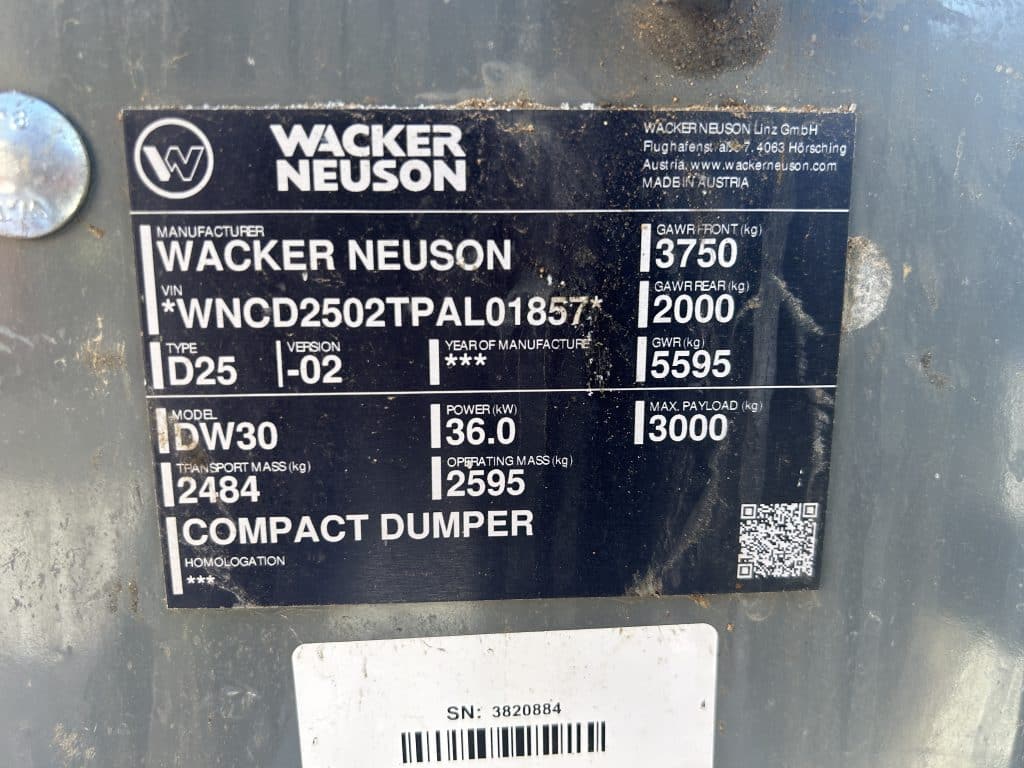 WACKER
NEUSON
WACKER NEUSON Linz GmbH
7, 4063 Hörsching
Austria, www.wackerneuson.com
MADE IN AUSTRIA
MANUFACTURER
WACKER NEUSON
GAWR FRONT (kg)
3750
VIN
*WNCD2502TPAL01857*
GAWR REAR (kg)
2000
TYPE
D25
VERSION
-02
YEAR OF MANUFACTURE
***
GWR (kg)
5595
MODEL
DW30
POWER (kW)
36.0
MAX. PAYLOAD (kg)
3000
TRANSPORT MASS (kg)
2484
OPERATING MASS (kg)
2595
COMPACT DUMPER
HOMOLOGATION
***
SN: 3820884